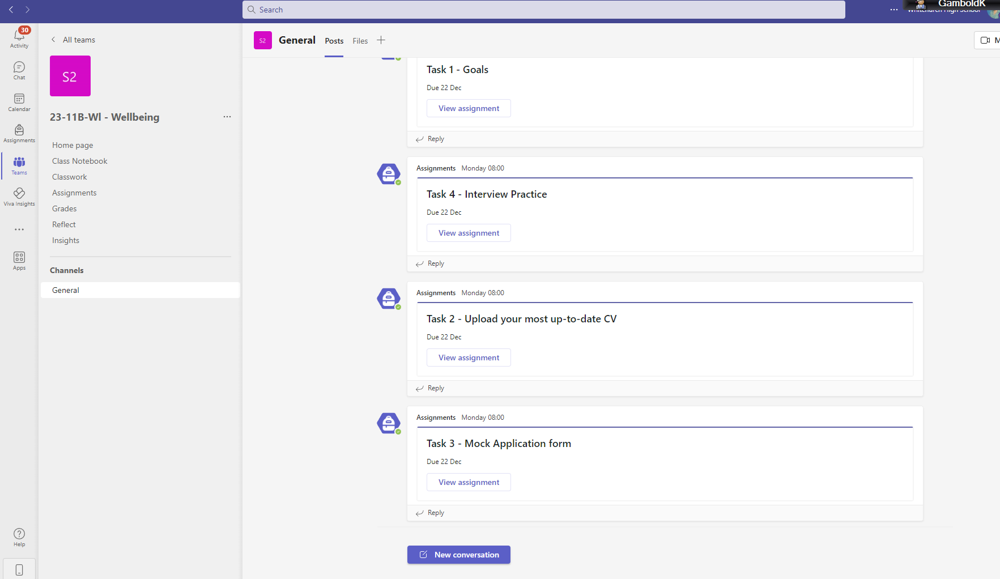 Search
GamboldK
Whitchurch High School
30
Activity
Chat
Calendar
Assignments
Teams
Viva Insights
Apps
Help
All teams
S2
23-11B-Wl - Wellbeing
Home page
Class Notebook
Classwork
Assignments
Grades
Reflect
Insights
Channels
General
S2 General Posts Files
M
Task 1 - Goals
Due 22 Dec
View assignment
Reply
Assignments Monday 08:00
Task 4 - Interview Practice
Due 22 Dec
View assignment
Reply
Assignments Monday 08:00
Task 2 - Upload your most up-to-date CV
Due 22 Dec
View assignment
Reply
Assignments Monday 08:00
Task 3 - Mock Application form
Due 22 Dec
View assignment
Reply
New conversation